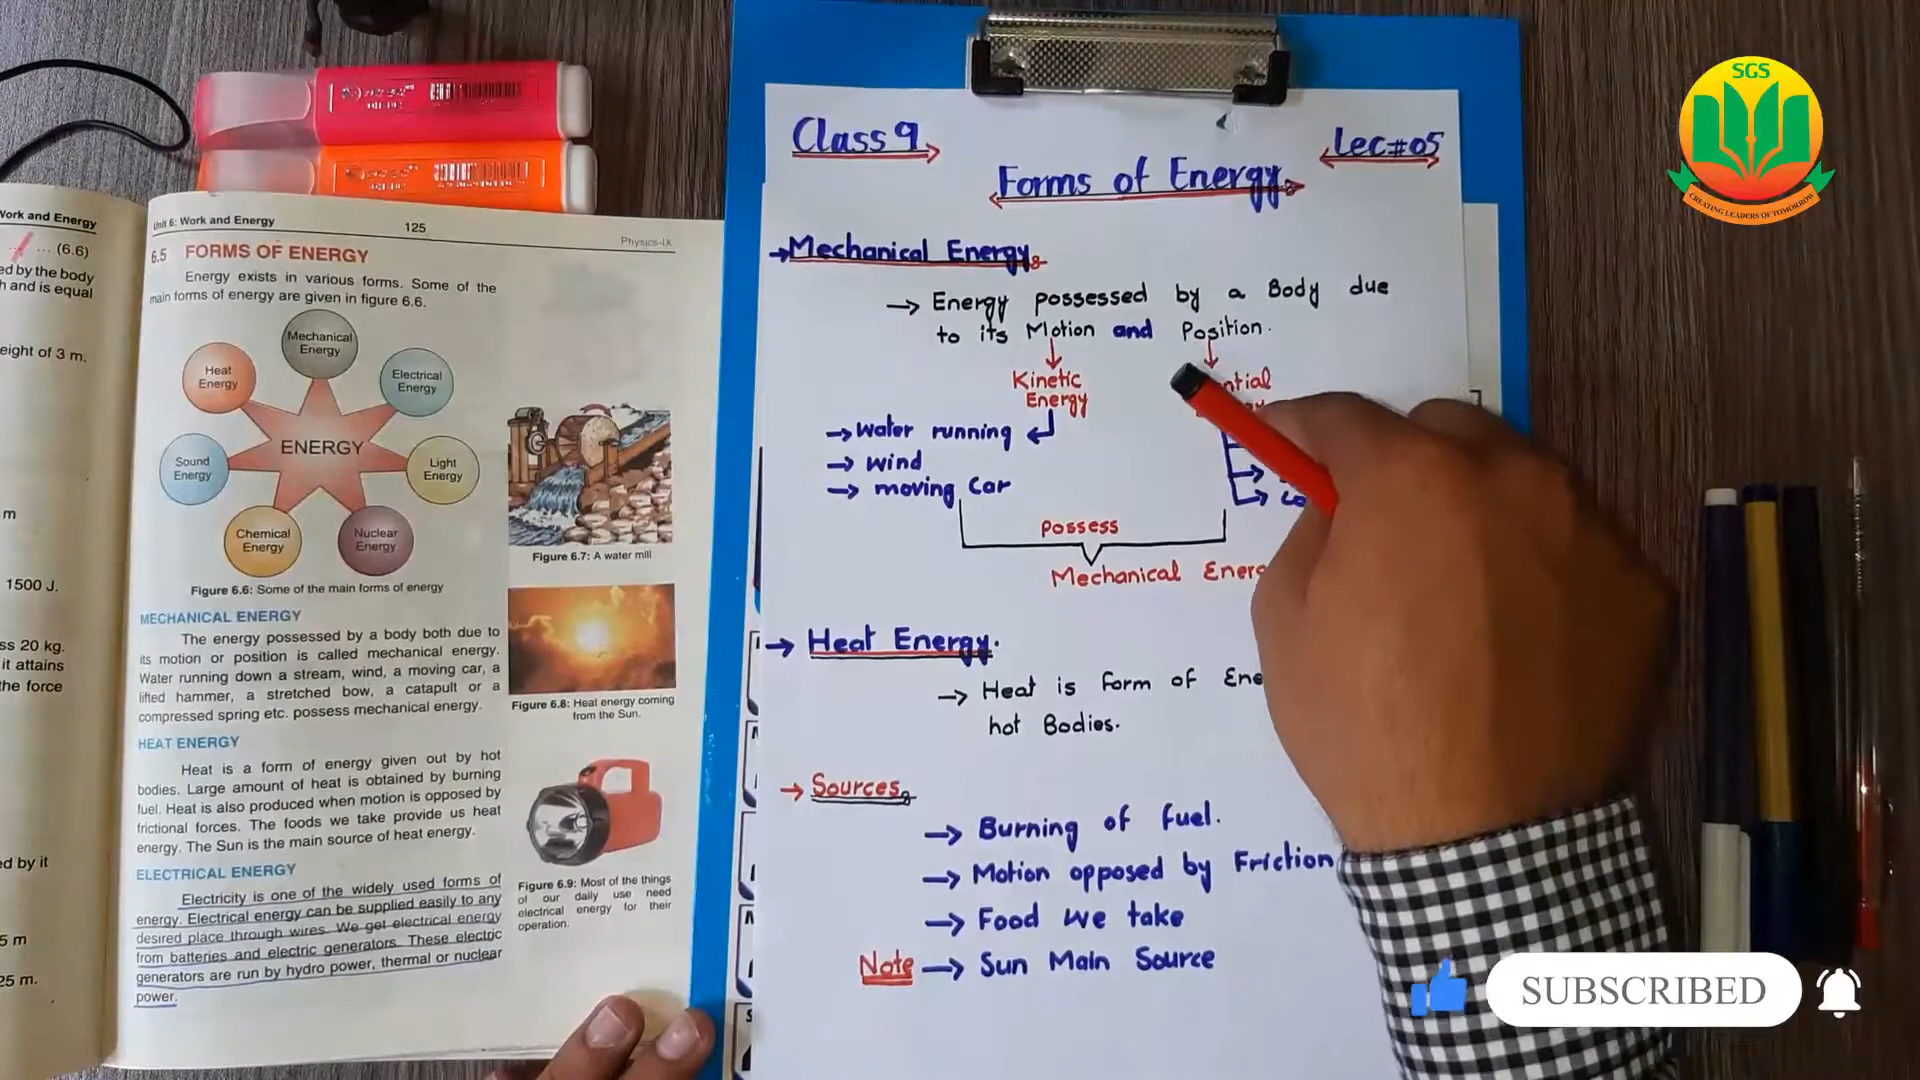 Work and Energy
... (6.6)
ed by the body
h and is equal
eight of 3 m.
m
1500 J.
ss 20 kg.
it attains
the force
ed by it
5 m
25 m.
Unit 6: Work and Energy
125
Physics-IX
6.5 FORMS OF ENERGY
Energy exists in various forms. Some of the
main forms of energy are given in figure 6.6.
Mechanical
Energy
Heat
Energy
Electrical
Energy
ENERGY
Sound
Energy
Light
Energy
Chemical
Energy
Nuclear
Energy
Figure 6.6: Some of the main forms of energy
MECHANICAL ENERGY
The energy possessed by a body both due to
its motion or position is called mechanical energy.
Water running down a stream, wind, a moving car, a
lifted hammer, a stretched bow, a catapult or a
compressed spring etc. possess mechanical energy.
HEAT ENERGY
Heat is a form of energy given out by hot
bodies. Large amount of heat is obtained by burning
fuel. Heat is also produced when motion is opposed by
frictional forces. The foods we take provide us heat
energy. The Sun is the main source of heat energy.
ELECTRICAL ENERGY
Electricity is one of the widely used forms of
energy. Electrical energy can be supplied easily to any
desired place through wires. We get electrical energy
from batteries and electric generators. These electric
generators are run by hydro power, thermal or nuclear
power.
Figure 6.7: A water mill
Figure 6.8: Heat energy coming
from the Sun.
Figure 6.9: Most of the things
of our daily use need
electrical energy for their
operation.
Class 9
Lec#05
Forms of Energy
Mechanical Energy
→ Energy possessed by a Body due
to its Motion and Position.
Kinetic
Energy
ntial
→ Water running
→ wind
→ moving Car
Possess
Mechanical Energ
→ Heat Energy.
→ Heat is form of Ene
hot Bodies.
→ Sources
→ Burning of fuel.
→ Motion opposed by Friction
→ Food we take
Note → Sun Main Source
SGS
CREATING LEADERS OF TOMORROW
SUBSCRIBED